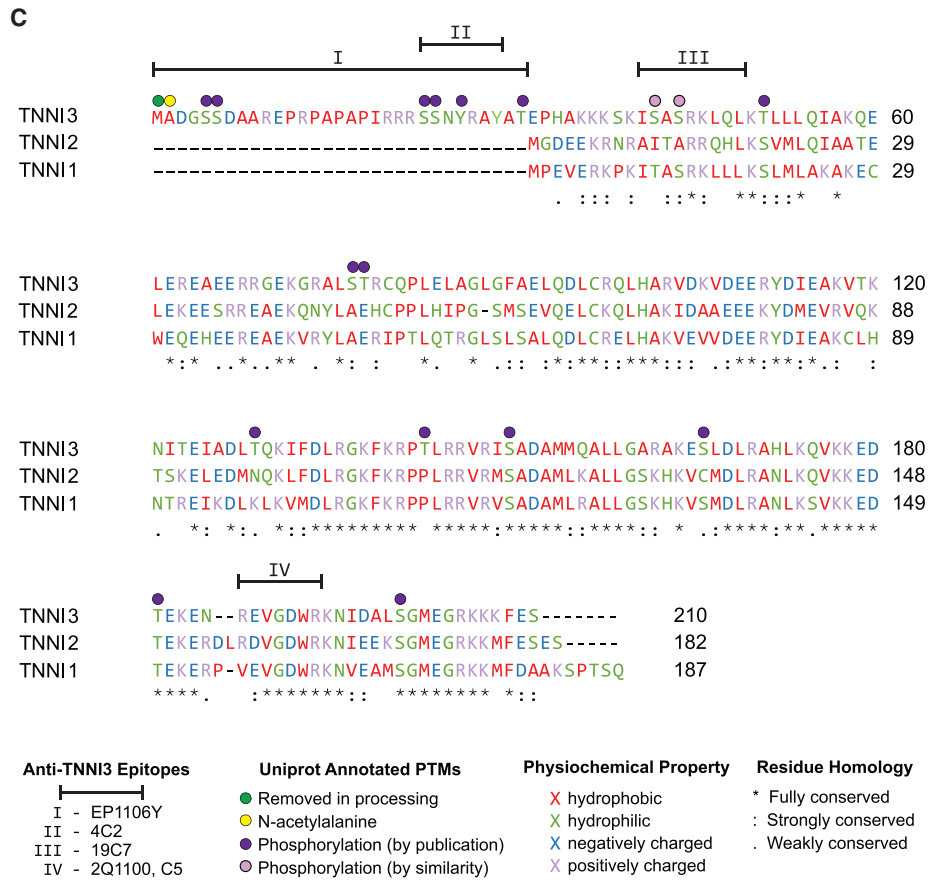 C
II
I III
TNNI3 MADGSSDAAREPRPAPAPIRRRSSNYRAYATEPHAKKKSKISASRKLQLKTLLLQIAKQE 60
TNNI2 -------------------------------MGDEEKRNRAITARRQHLKSVMLQIAATE 29
TNNI1 -------------------------------MPEVERKPKITASRKLLLKSLMLAKAKEC 29
. ::: : ::*: **:::* *
TNNI3 LEREAEERRGEKGRALSTRCQPLELAGLGFAELQDLCRQLHARVDKVDEERYDIEAKVTK 120
TNNI2 LEKEESRREAEKQNYLAEHCPPLHIPG-SMSEVQELCKQLHAKIDAAEEEKYDMEVRVQK 88
TNNI1 WEQEHEEREAEKVRYLAERIPTLQTRGLSLSALQDLCRELHAKVEVVDEERYDIEAKCLH 89
*:* ..*..** . *: : *. * .:: :*:**::***::: .:**:**:*.: :
TNNI3 NITEIADLTQKIFDLRGKFKRPTLRRVRISADAMMQALLGARAKESLDLRAHLKQVKKED 180
TNNI2 TSKELEDMNQKLFDLRGKFKRPPLRRVRMSADAMLKALLGSKHKVCMDLRANLKQVKKED 148
TNNI1 NTREIKDLKLKVMDLRGKFKRPPLRRVRVSADAMLRALLGSKHKVSMDLRANLKSVKKED 149
. *: *:. *::********* *****:*****::****:: * .:****:**.*****
IV
TNNI3 TEKEN--REVGDWRKNIDALSGMEGRKKKFES------- 210
TNNI2 TEKERDLRDVGDWRKNIEEKSGMEGRKKMFESES----- 182
TNNI1 TEKERP-VEVGDWRKNVEAMSGMEGRKKMFDAAKSPTSQ 187
****. :*******:: ******** *:
Anti-TNNI3 Epitopes
I - EP1106Y
II - 4C2
III - 19C7
IV - 2Q1100, C5
Uniprot Annotated PTMs
Removed in processing
N-acetylalanine
Phosphorylation (by publication)
Phosphorylation (by similarity)
Physiochemical Property
X hydrophobic
X hydrophilic
X negatively charged
X positively charged
Residue Homology
* Fully conserved
: Strongly conserved
. Weakly conserved